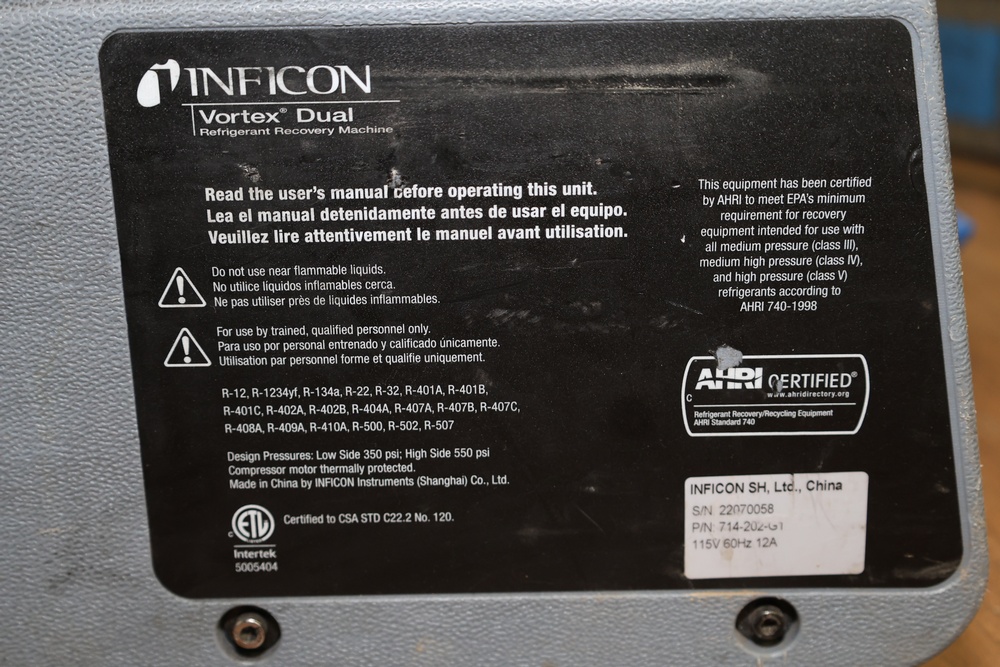 INFICON
Vortex® Dual
Refrigerant Recovery Machine
Read the user's manual before operating this unit.
Lea el manual detenidamente antes de usar el equipo.
Veuillez lire attentivement le manuel avant utilisation.
Do not use near flammable liquids.
No utilice liquidos inflamables cerca.
Ne pas utiliser près de liquides inflammables.
For use by trained, qualified personnel only.
Para uso por personal entrenado y calificado únicamente.
Utilisation par personnel forme et qualifie uniquement.
R-12, R-1234yf, R-134a, R-22, R-32, R-401A, R-401B,
R-401C, R-402A, R-402B, R-404A, R-407A, R-407B, R-407C,
R-408A, R-409A, R-410A, R-500, R-502, R-507
Design Pressures: Low Side 350 psi; High Side 550 psi
Compressor motor thermally protected.
Made in China by INFICON Instruments (Shanghai) Co., Ltd.
ETL
C
Certified to CSA STD C22.2 No. 120.
Intertek
5005404
This equipment has been certified
by AHRI to meet EPA's minimum
requirement for recovery
equipment intended for use with
all medium pressure (class III),
medium high pressure (class IV),
and high pressure (class V)
refrigerants according to
AHRI 740-1998
AHRI CERTIFIED®
C
www.ahridirectory.org
Refrigerant Recovery/Recycling Equipment
AHRI Standard 740
INFICON SH, Ltd., China
S/N 22070058
P/N 714-202-G1
115V 60Hz 12A